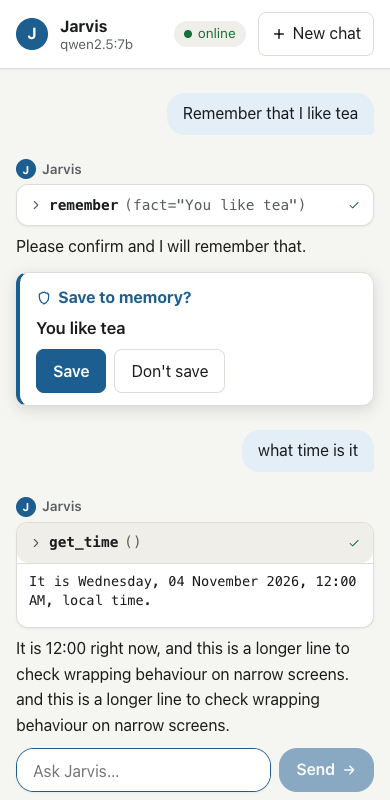 J
Jarvis
qwen2.5:7b
online
+ New chat
Remember that I like tea
J Jarvis
remember (fact="You like tea")
Please confirm and I will remember that.
Save to memory?
You like tea
Save
Don't save
what time is it
J Jarvis
get_time ()
It is Wednesday, 04 November 2026, 12:00
AM, local time.
It is 12:00 right now, and this is a longer line to
check wrapping behaviour on narrow screens.
and this is a longer line to check wrapping
behaviour on narrow screens.
Ask Jarvis...
Send →